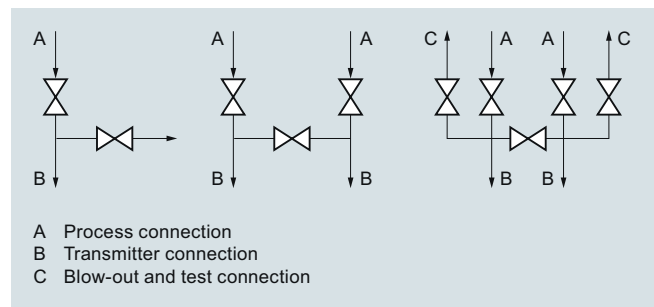 A A A C A A C
B B B B B
A Process connection
B Transmitter connection
C Blow-out and test connection